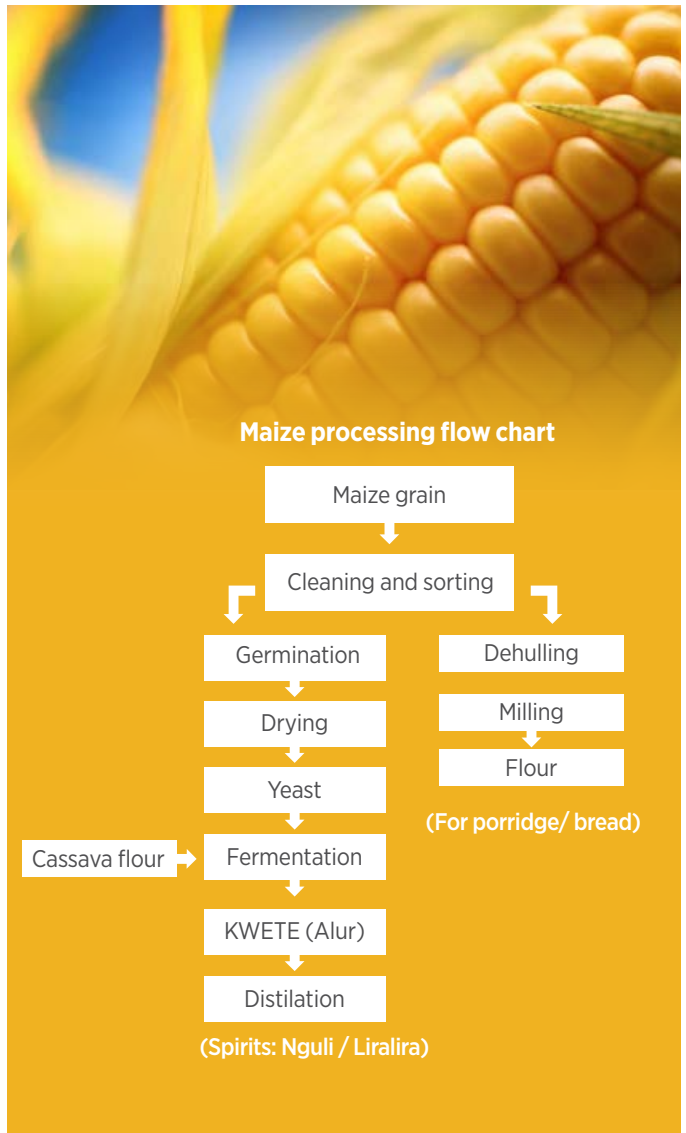 Maize processing flow chart
Maize grain
Cleaning and sorting
Germination
Drying
Yeast
Cassava flour
Fermentation
KWETE (Alur)
Distilation
(Spirits: Nguli / Liralira)
Dehulling
Milling
Flour
(For porridge/ bread)